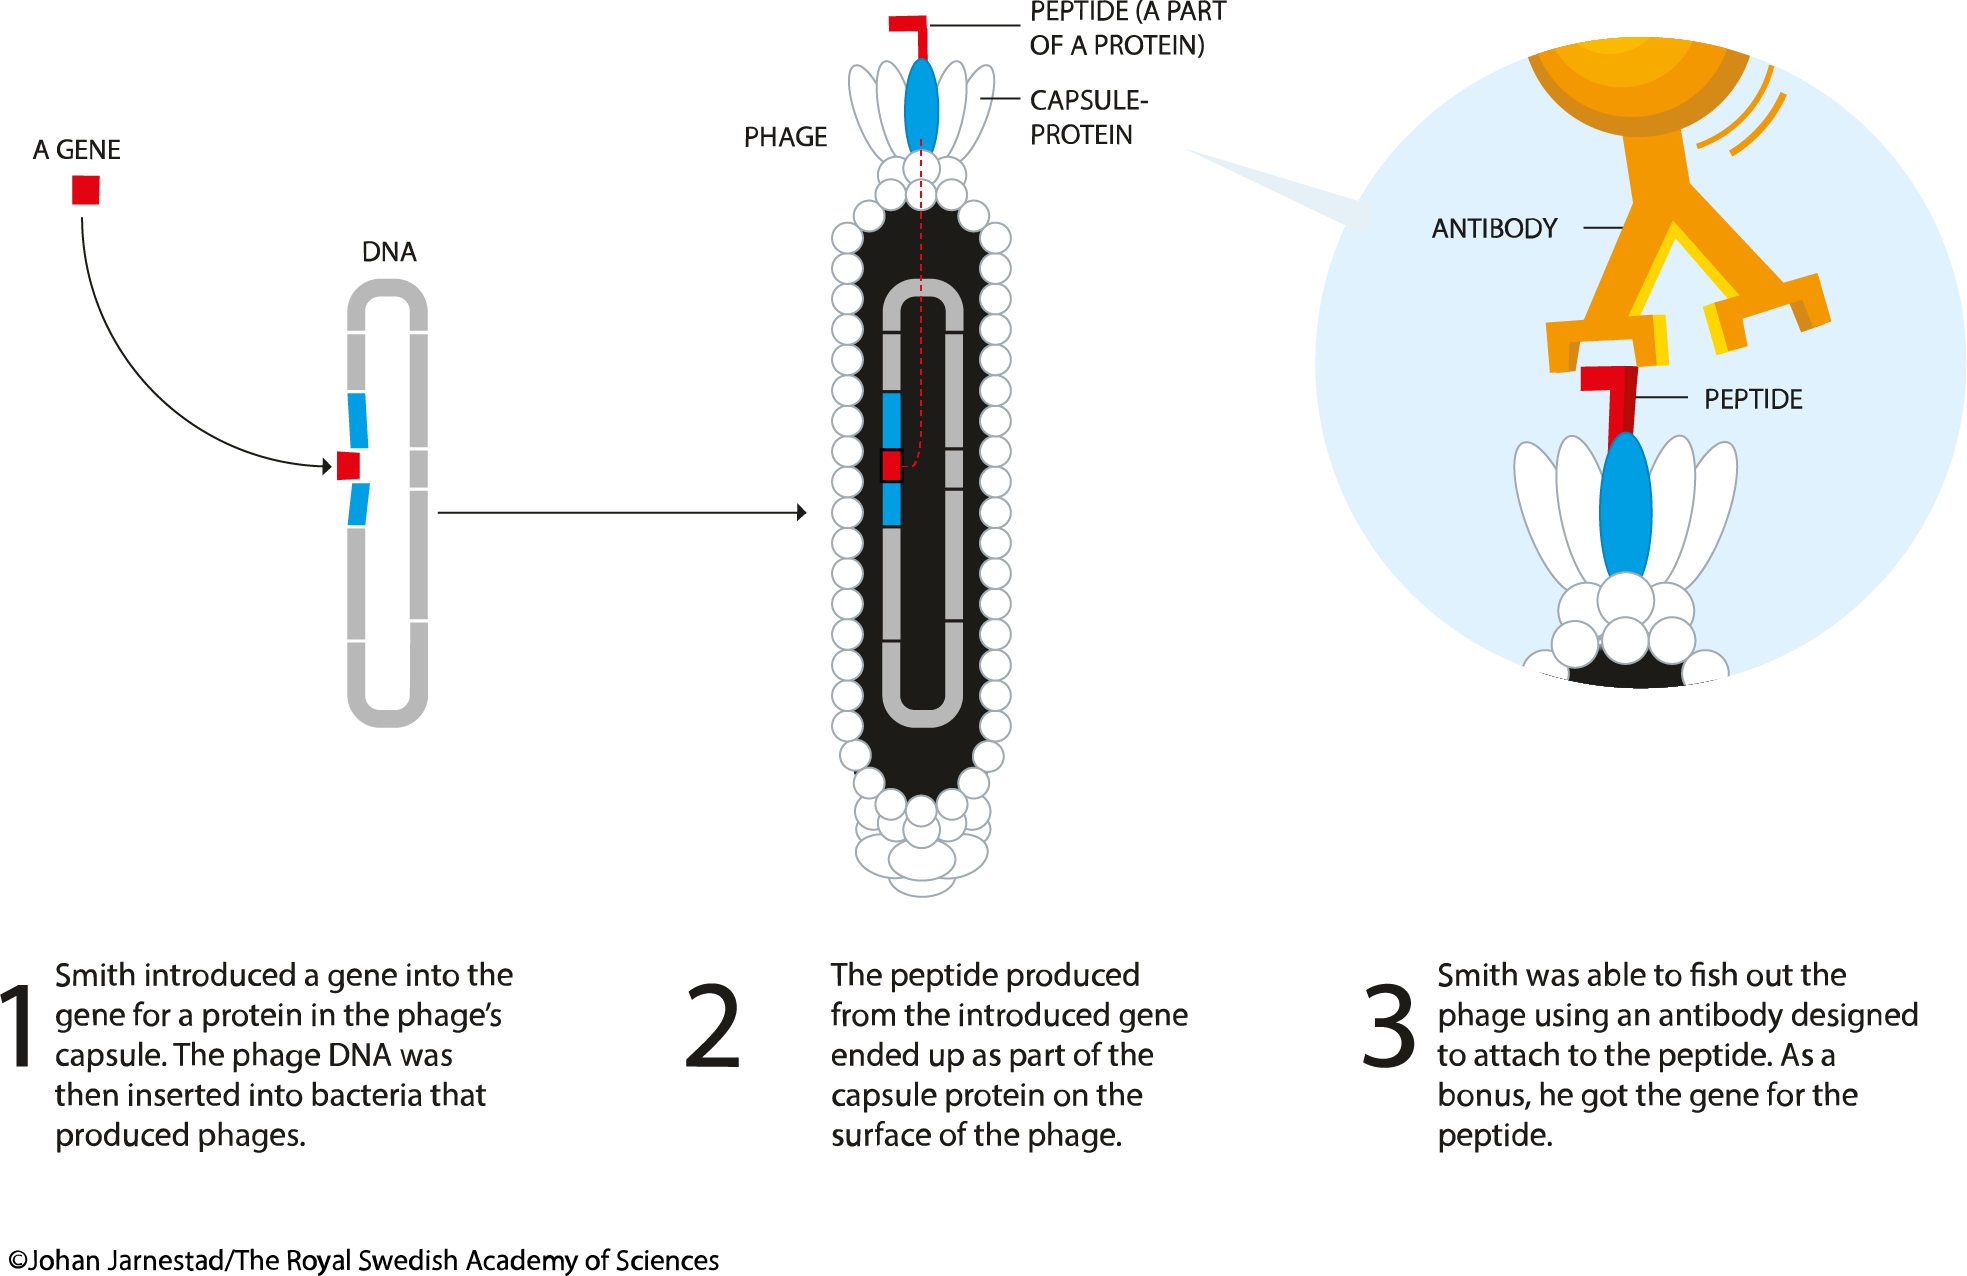 PEPTIDE (A PART
OF A PROTEIN)
CAPSULE-
PROTEIN
PHAGE
A GENE
DNA
ANTIBODY
PEPTIDE
1
Smith introduced a gene into the
gene for a protein in the phage’s
capsule. The phage DNA was
then inserted into bacteria that
produced phages.
2
The peptide produced
from the introduced gene
ended up as part of the
capsule protein on the
surface of the phage.
3
Smith was able to fish out the
phage using an antibody designed
to attach to the peptide. As a
bonus, he got the gene for the
peptide.
©Johan Jarnestad/The Royal Swedish Academy of Sciences